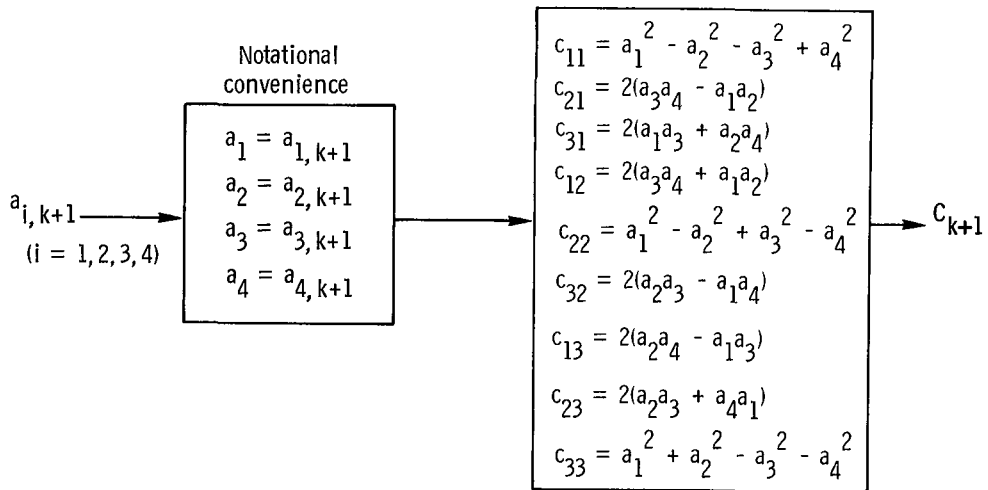 Notational
convenience
a_{i, k+1}
(i = 1, 2, 3, 4)
a_1 = a_{1, k+1}
a_2 = a_{2, k+1}
a_3 = a_{3, k+1}
a_4 = a_{4, k+1}
c_{11} = a_1^2 - a_2^2 - a_3^2 + a_4^2
c_{21} = 2(a_3a_4 - a_1a_2)
c_{31} = 2(a_1a_3 + a_2a_4)
c_{12} = 2(a_3a_4 + a_1a_2)
c_{22} = a_1^2 - a_2^2 + a_3^2 - a_4^2
c_{32} = 2(a_2a_3 - a_1a_4)
c_{13} = 2(a_2a_4 - a_1a_3)
c_{23} = 2(a_2a_3 + a_4a_1)
c_{33} = a_1^2 + a_2^2 - a_3^2 - a_4^2
C_{k+1}